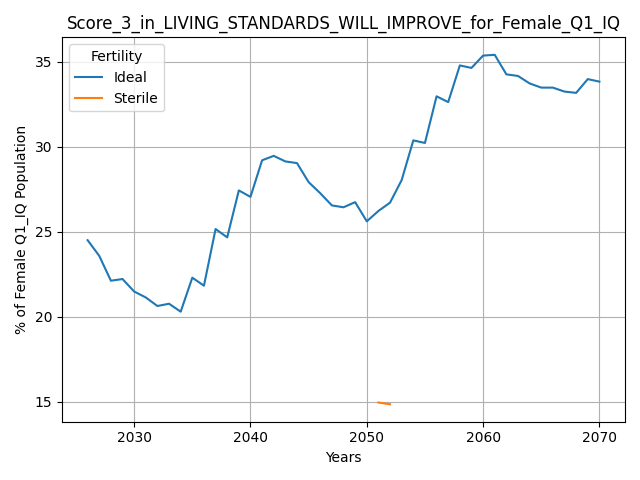 Score_3_in_LIVING_STANDARDS_WILL_IMPROVE_for_Female_Q1_IQ
Fertility
Ideal
Sterile
% of Female Q1_IQ Population
35
30
25
20
15
2030 2040 2050 2060 2070
Years